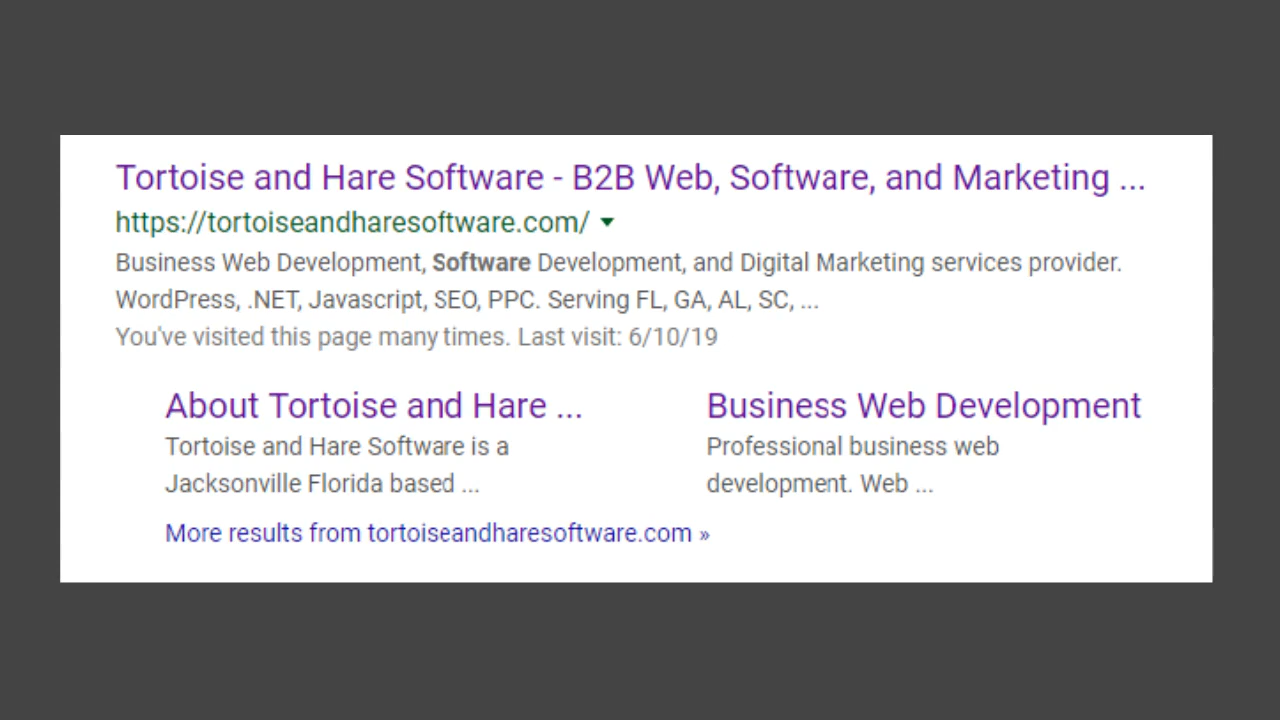 Tortoise and Hare Software - B2B Web, Software, and Marketing ...
https://tortoiseandharesoftware.com/
Business Web Development, Software Development, and Digital Marketing services provider.
WordPress, .NET, Javascript, SEO, PPC. Serving FL, GA, AL, SC, ...
You've visited this page many times. Last visit: 6/10/19
About Tortoise and Hare ...
Tortoise and Hare Software is a
Jacksonville Florida based ...
Business Web Development
Professional business web
development. Web ...
More results from tortoiseandharesoftware.com »